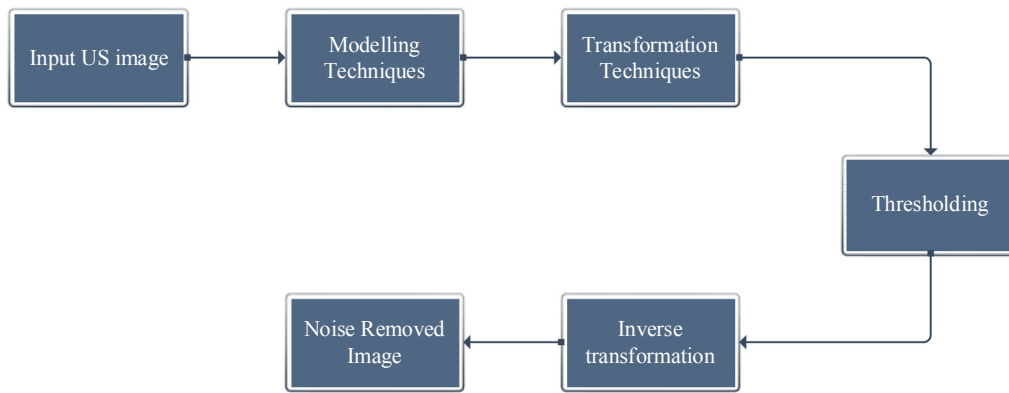 Input US image
Modelling
Techniques
Transformation
Techniques
Thresholding
Inverse
transformation
Noise Removed
Image